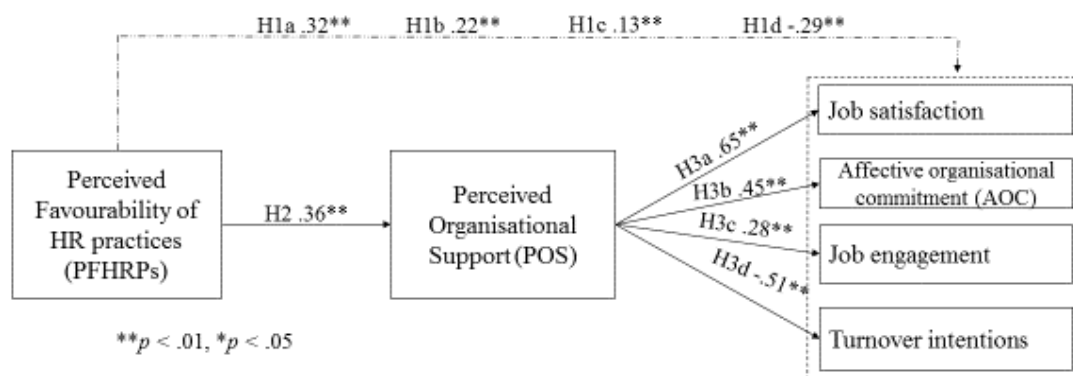 H1a .32** H1b .22** H1c .13** H1d -.29**
Perceived
Favourability of
HR practices
(PFHRPs)
H2 .36**
Perceived
Organisational
Support (POS)
H3a .65**
H3b .45**
H3c .28**
H3d -.51**
Job satisfaction
Affective organisational
commitment (AOC)
Job engagement
Turnover intentions
**p < .01, *p < .05